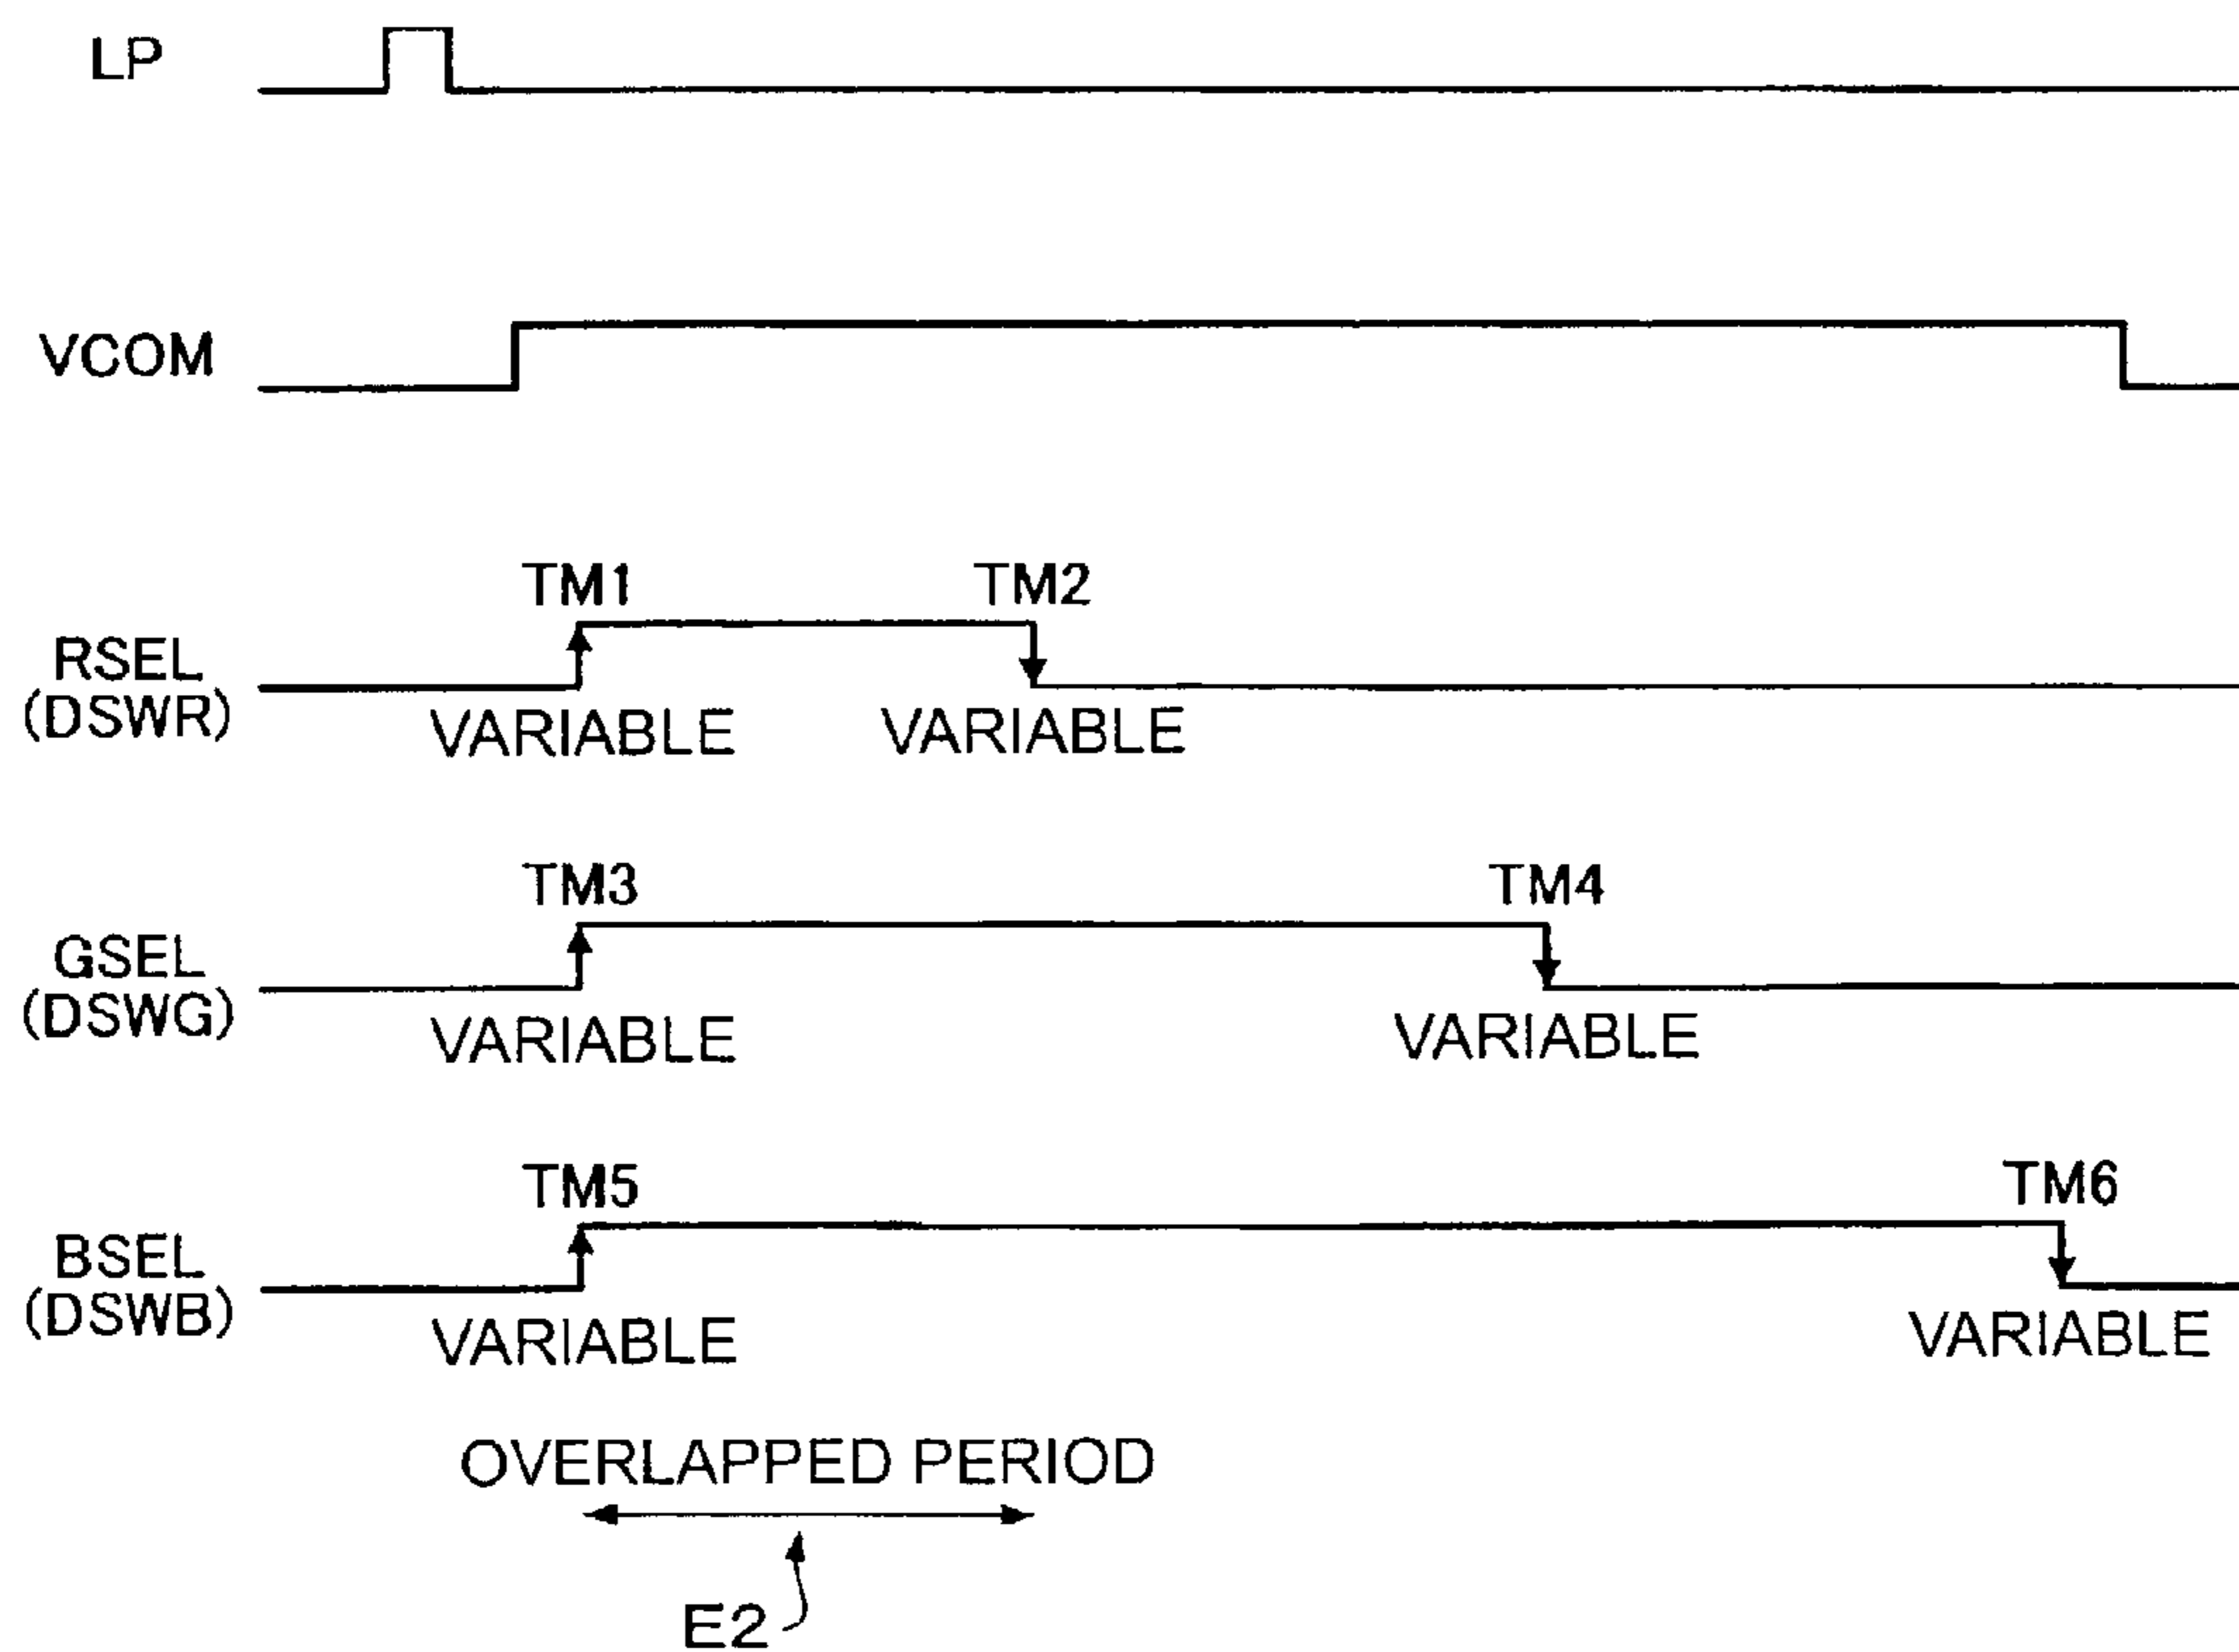 LP
VCOM
TM1 TM2
RSEL
(DSWR)
VARIABLE VARIABLE
TM3 TM4
GSEL
(DSWG)
VARIABLE VARIABLE
TM5 TM6
BSEL
(DSWB)
VARIABLE VARIABLE
OVERLAPPED PERIOD
E2